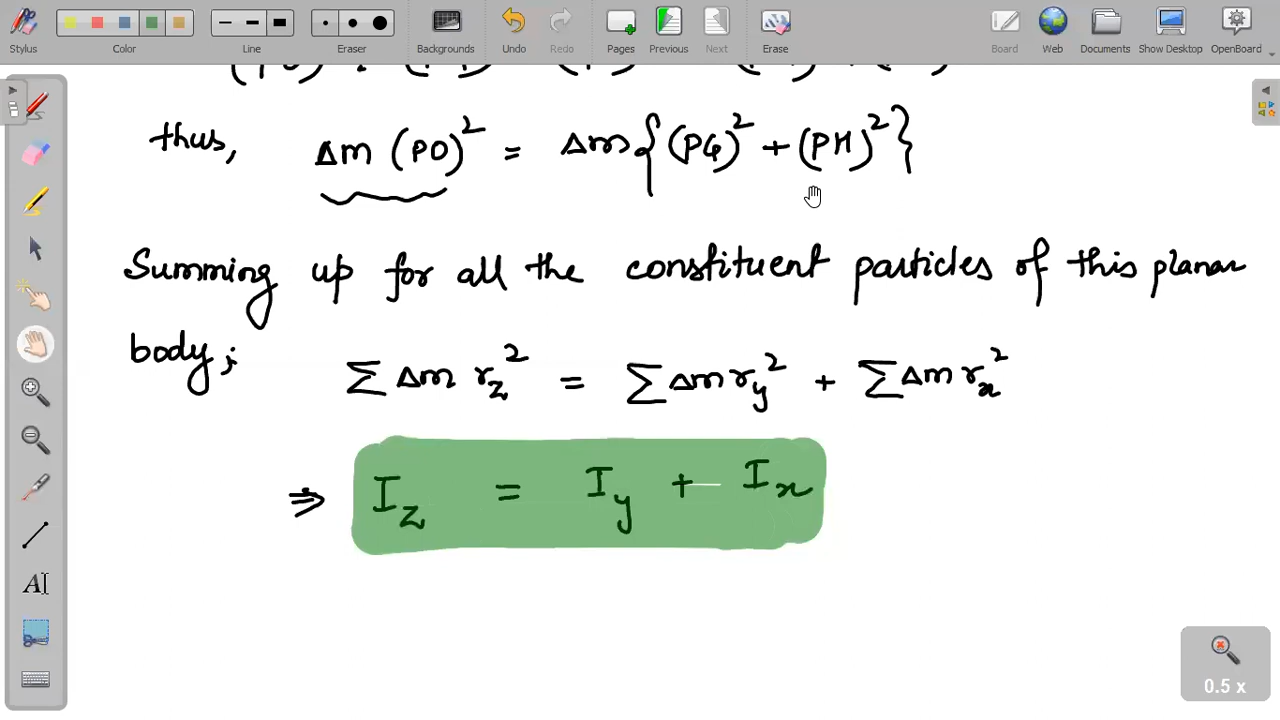 Stylus Color Line Eraser Backgrounds Undo Redo Pages Previous Next Erase Board Web Documents Show Desktop OpenBoard
thus, Δm (PO)² = Δm{(PG)² + (PH)²}
Summing up for all the constituent particles of this planar
body; ∑ Δm r_z² = ∑ Δm r_y² + ∑ Δm r_x²
⇒ I_z = I_y + I_x
0.5 x